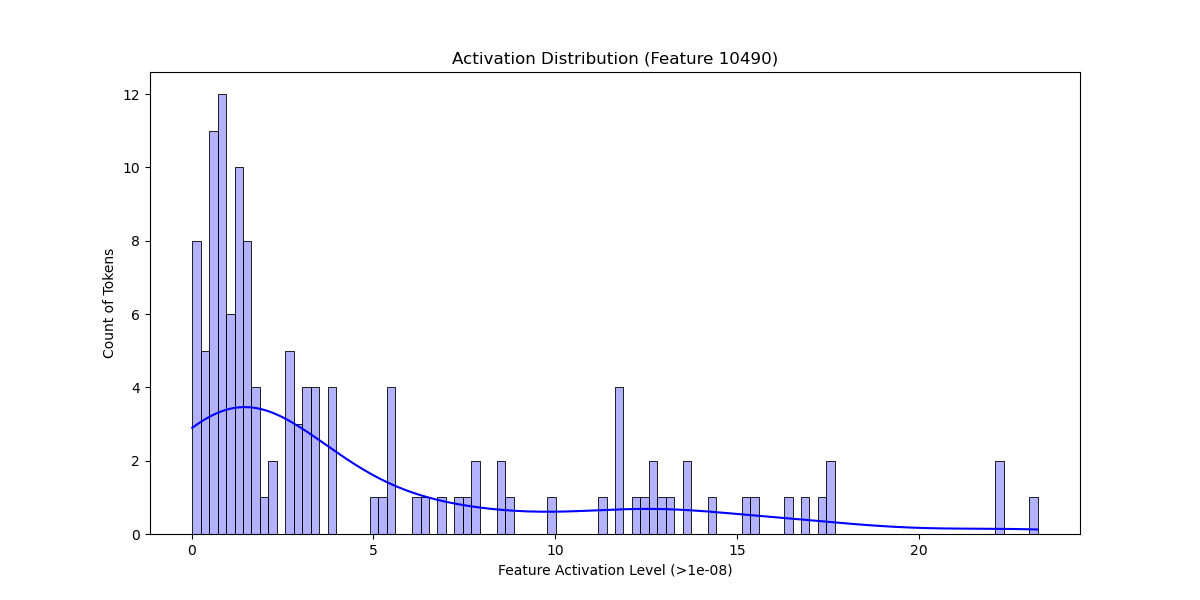 Activation Distribution (Feature 10490)
12
10
8
6
4
2
0
Count of Tokens
0 5 10 15 20
Feature Activation Level (>1e-08)